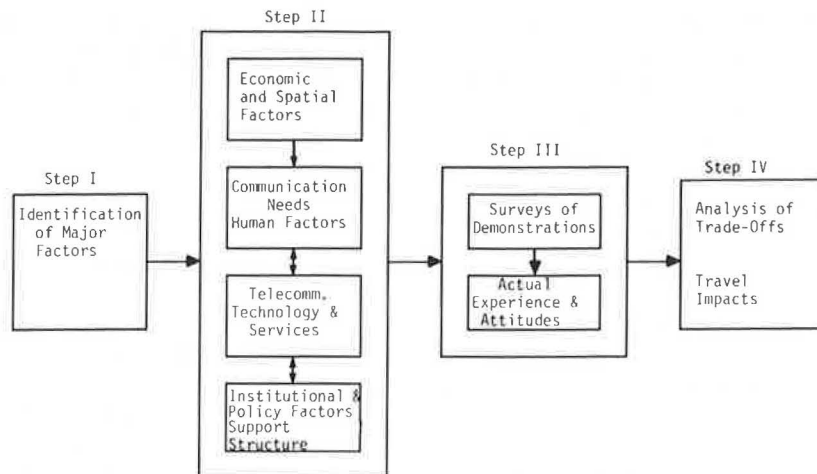 Step II
Economic
and Spatial
Factors
Communication
Needs
Human Factors
Telecomm.
Technology &
Services
Institutional &
Policy Factors
Support
Structure
Step I
Identification
of Major
Factors
Step III
Surveys of
Demonstrations
Actual
Experience &
Attitudes
Step IV
Analysis of
Trade-Offs
Travel
Impacts